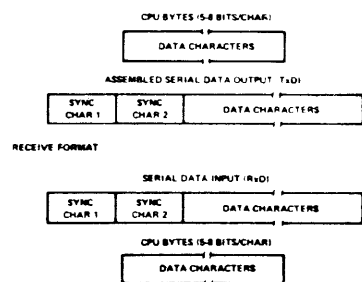 CPU BYTES (5-8 BITS/CHAR)
DATA CHARACTERS
ASSEMBLED SERIAL DATA OUTPUT (TxD)
SYNC CHAR 1
SYNC CHAR 2
DATA CHARACTERS
RECEIVE FORMAT
SERIAL DATA INPUT (RxD)
SYNC CHAR 1
SYNC CHAR 2
DATA CHARACTERS
CPU BYTES (5-8 BITS/CHAR)
DATA CHARACTERS